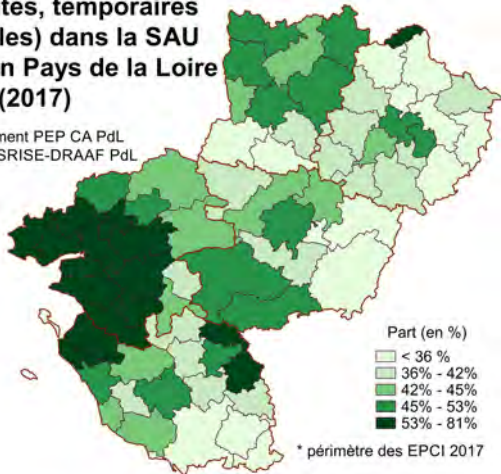 tes, temporaires
les) dans la SAU
n Pays de la Loire
(2017)
ment PEP CA PdL
SRISE-DRAAF PdL
Part (en %)
< 36 %
36% - 42%
42% - 45%
45% - 53%
53% - 81%
* périmètre des EPCI 2017